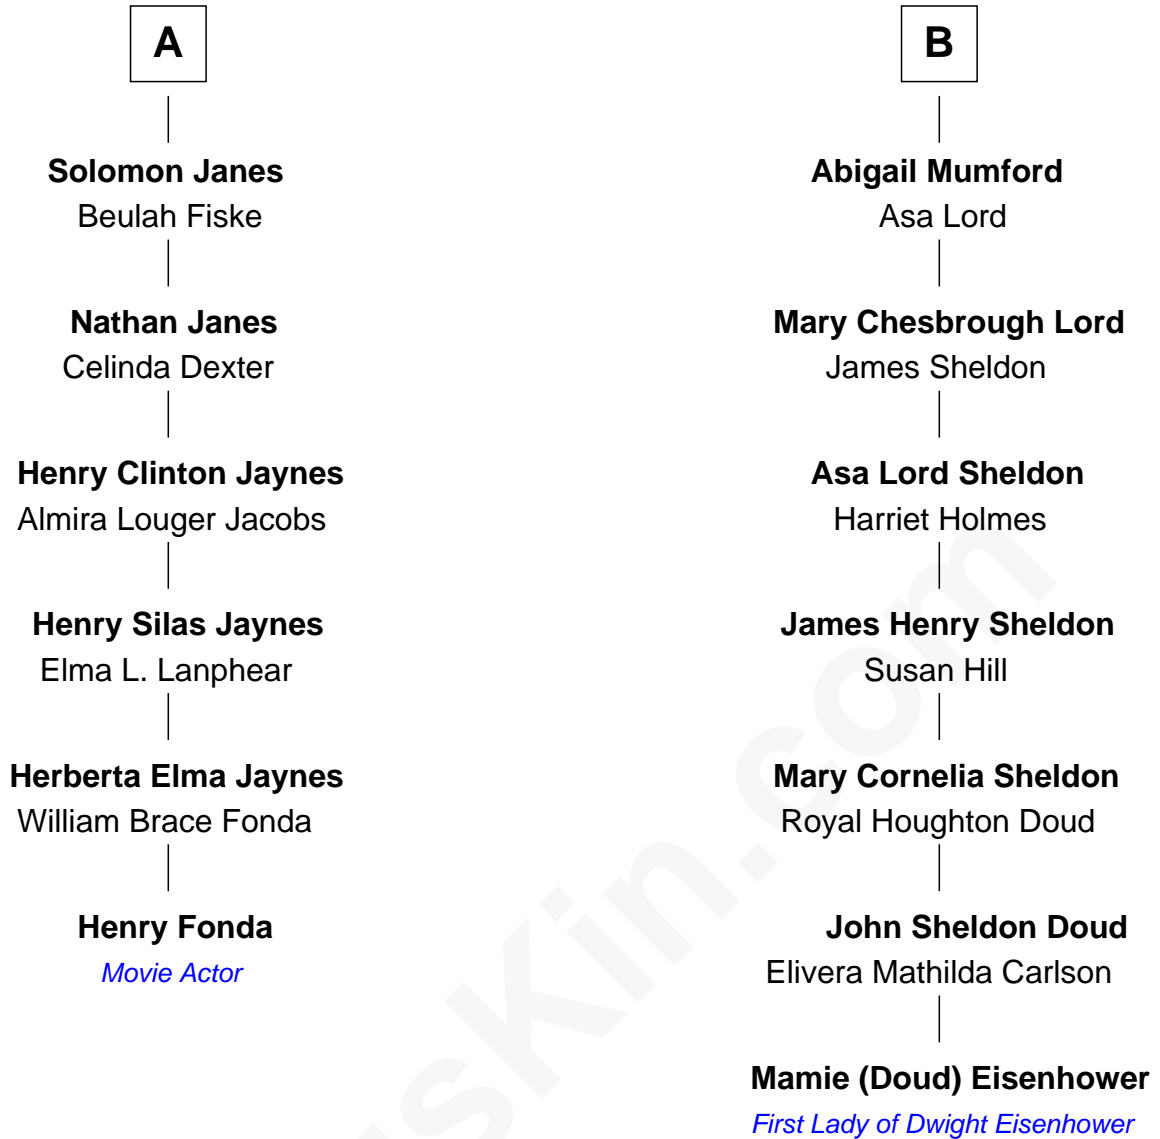 A
Solomon Janes
Beulah Fiske
Nathan Janes
Celinda Dexter
Henry Clinton Jaynes
Almira Louger Jacobs
Henry Silas Jaynes
Elma L. Lanphear
Herberta Elma Jaynes
William Brace Fonda
Henry Fonda
Movie Actor
B
Abigail Mumford
Asa Lord
Mary Chesbrough Lord
James Sheldon
Asa Lord Sheldon
Harriet Holmes
James Henry Sheldon
Susan Hill
Mary Cornelia Sheldon
Royal Houghton Doud
John Sheldon Doud
Elivera Mathilda Carlson
Mamie (Doud) Eisenhower
First Lady of Dwight Eisenhower
sKin.com